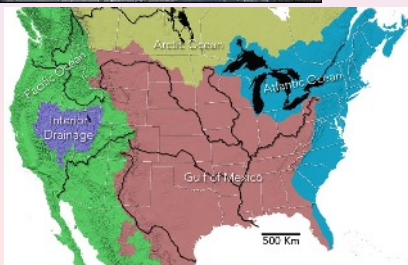 Arctic Ocean
Pacific Ocean
Atlantic Ocean
Interior
Drainage
Gulf of Mexico
500 Km